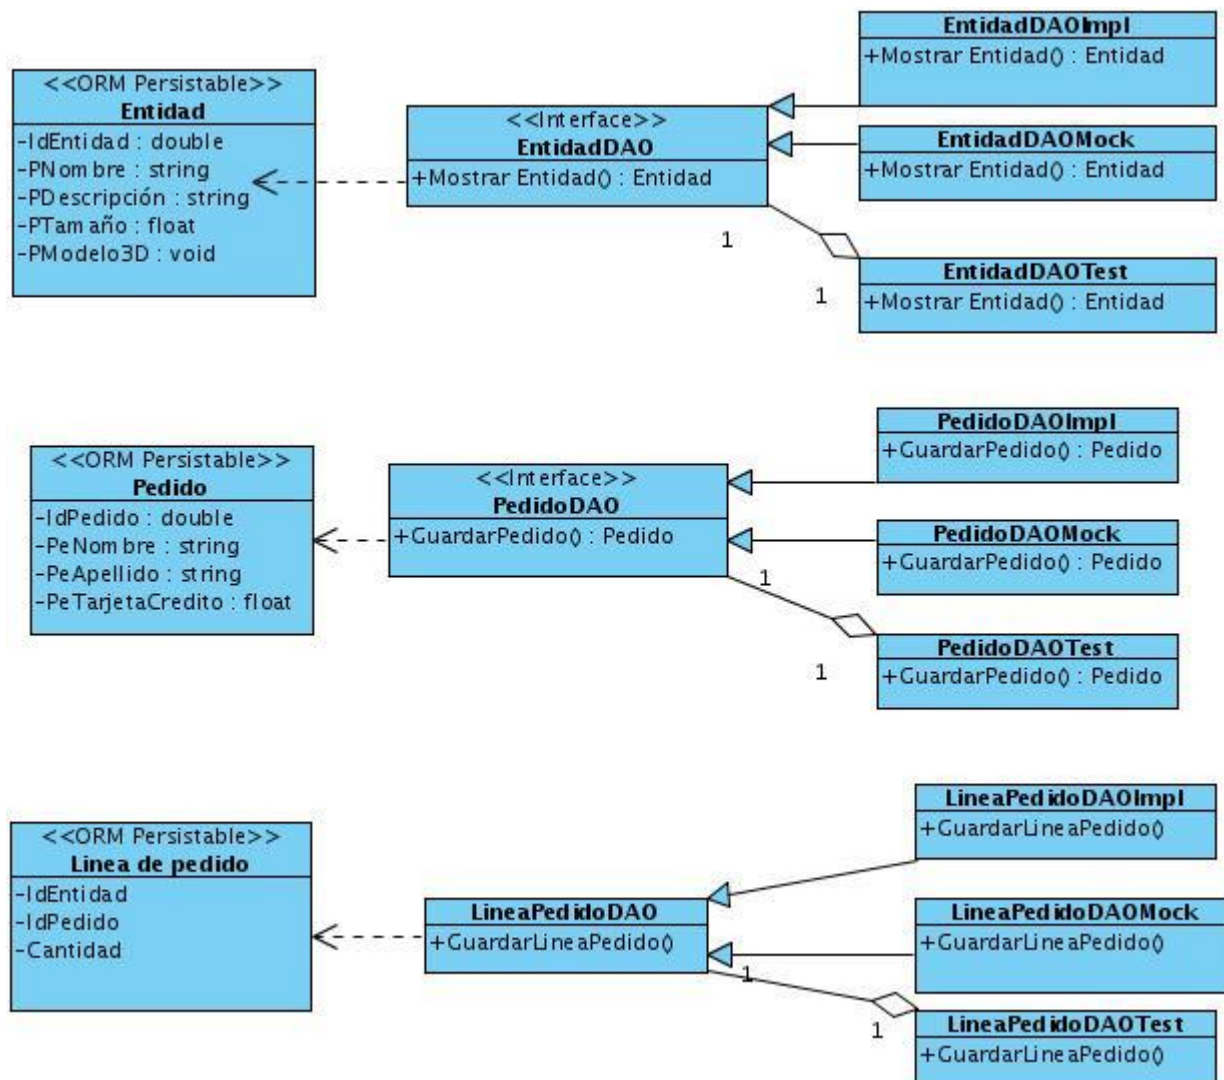 <<ORM Persistable>>
Entidad
-IdEntidad : double
-PNombre : string
-PDescripción : string
-PTamaño : float
-PModelo3D : void
<<Interface>>
EntidadDAO
+Mostrar Entidad() : Entidad
EntidadDAOImpl
+Mostrar Entidad() : Entidad
EntidadDAOMock
+Mostrar Entidad() : Entidad
1
1
EntidadDAOTest
+Mostrar Entidad() : Entidad
<<ORM Persistable>>
Pedido
-IdPedido : double
-PeNombre : string
-PeApellido : string
-PeTarjetaCredito : float
<<Interface>>
PedidoDAO
+GuardarPedido() : Pedido
PedidoDAOImpl
+GuardarPedido() : Pedido
PedidoDAOMock
+GuardarPedido() : Pedido
1
1
PedidoDAOTest
+GuardarPedido() : Pedido
<<ORM Persistable>>
Linea de pedido
-IdEntidad
-IdPedido
-Cantidad
LineaPedidoDAO
+GuardarLineaPedido()
LineaPedidoDAOImpl
+GuardarLineaPedido()
LineaPedidoDAOMock
+GuardarLineaPedido()
1
1
LineaPedidoDAOTest
+GuardarLineaPedido()